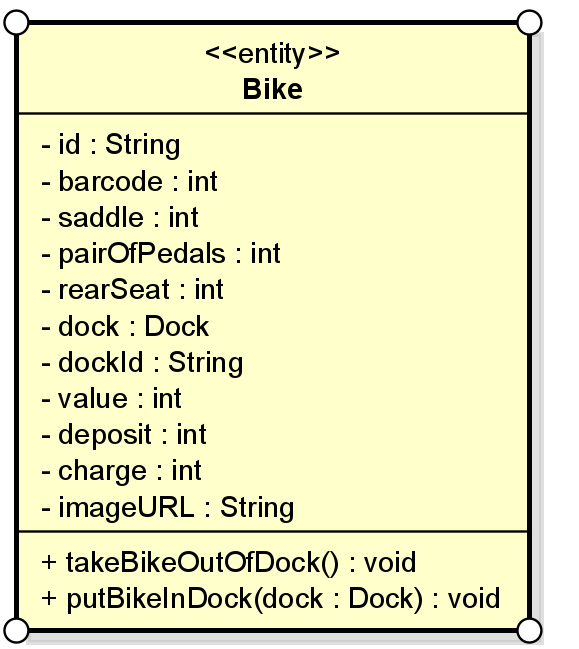 <<entity>>
Bike
- id : String
- barcode : int
- saddle : int
- pairOfPedals : int
- rearSeat : int
- dock : Dock
- dockId : String
- value : int
- deposit : int
- charge : int
- imageURL : String
+ takeBikeOutOfDock() : void
+ putBikeInDock(dock : Dock) : void